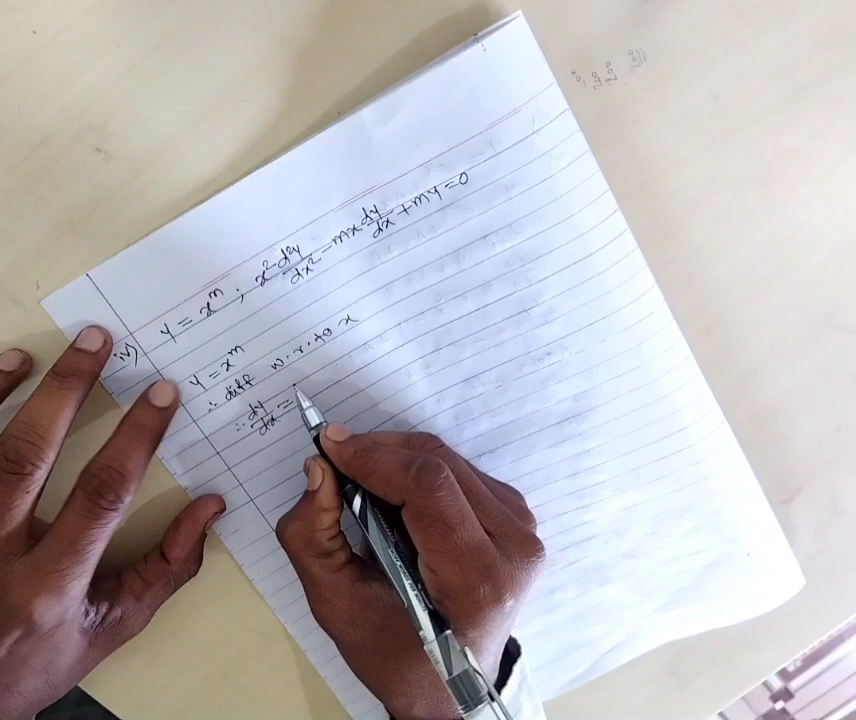 iv) y = x^m ; x² d²y/dx² - mx dy/dx + my = 0
y = x^m
∴ diff w.r.to x
∴ dy/dx =